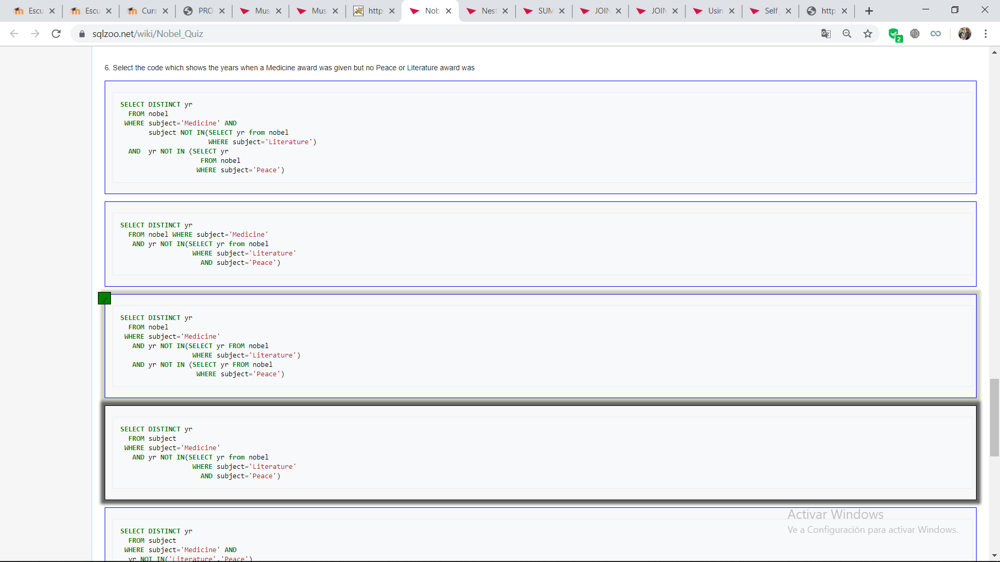 Escu
Escu
Curs
PRO
Mus
Mus
http
Nob
Nest
SUM
JOIN
JOIN
Usin
Self
http
sqlzoo.net/wiki/Nobel_Quiz
2
6. Select the code which shows the years when a Medicine award was given but no Peace or Literature award was
SELECT DISTINCT yr
FROM nobel
WHERE subject='Medicine' AND
subject NOT IN(SELECT yr from nobel
WHERE subject='Literature')
AND  yr NOT IN (SELECT yr
FROM nobel
WHERE subject='Peace')
SELECT DISTINCT yr
FROM nobel WHERE subject='Medicine'
AND yr NOT IN(SELECT yr from nobel
WHERE subject='Literature'
AND subject='Peace')
SELECT DISTINCT yr
FROM nobel
WHERE subject='Medicine'
AND yr NOT IN(SELECT yr FROM nobel
WHERE subject='Literature')
AND yr NOT IN (SELECT yr FROM nobel
WHERE subject='Peace')
SELECT DISTINCT yr
FROM subject
WHERE subject='Medicine'
AND yr NOT IN(SELECT yr from nobel
WHERE subject='Literature'
AND subject='Peace')
SELECT DISTINCT yr
FROM subject
WHERE subject='Medicine' AND
yr NOT IN('Literature','Peace')
Activar Windows
Ve a Configuración para activar Windows.